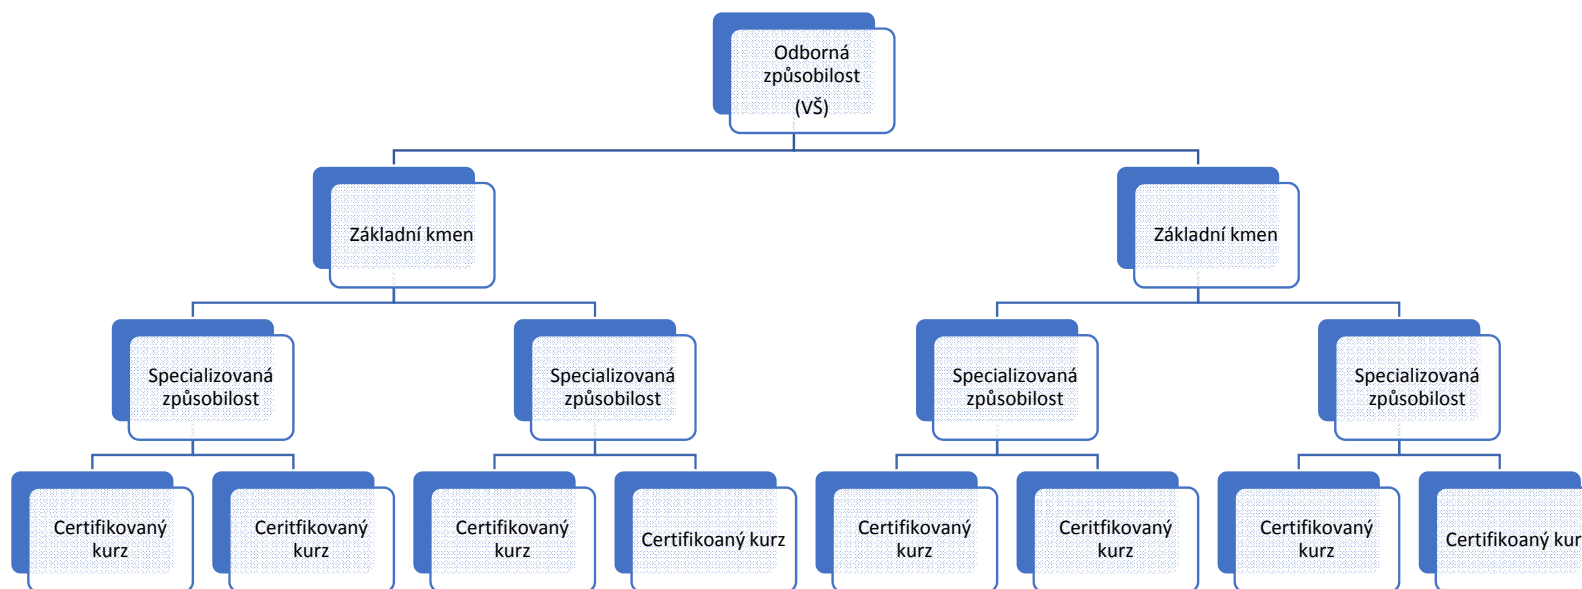 Odborná
způsobilost
(VŠ)
Základní kmen
Základní kmen
Specializovaná
způsobilost
Specializovaná
způsobilost
Specializovaná
způsobilost
Specializovaná
způsobilost
Certifikovaný
kurz
Ceritfikovaný
kurz
Certifikovaný
kurz
Certifikoaný kurz
Certifikovaný
kurz
Ceritfikovaný
kurz
Certifikovaný
kurz
Certifikoaný kur